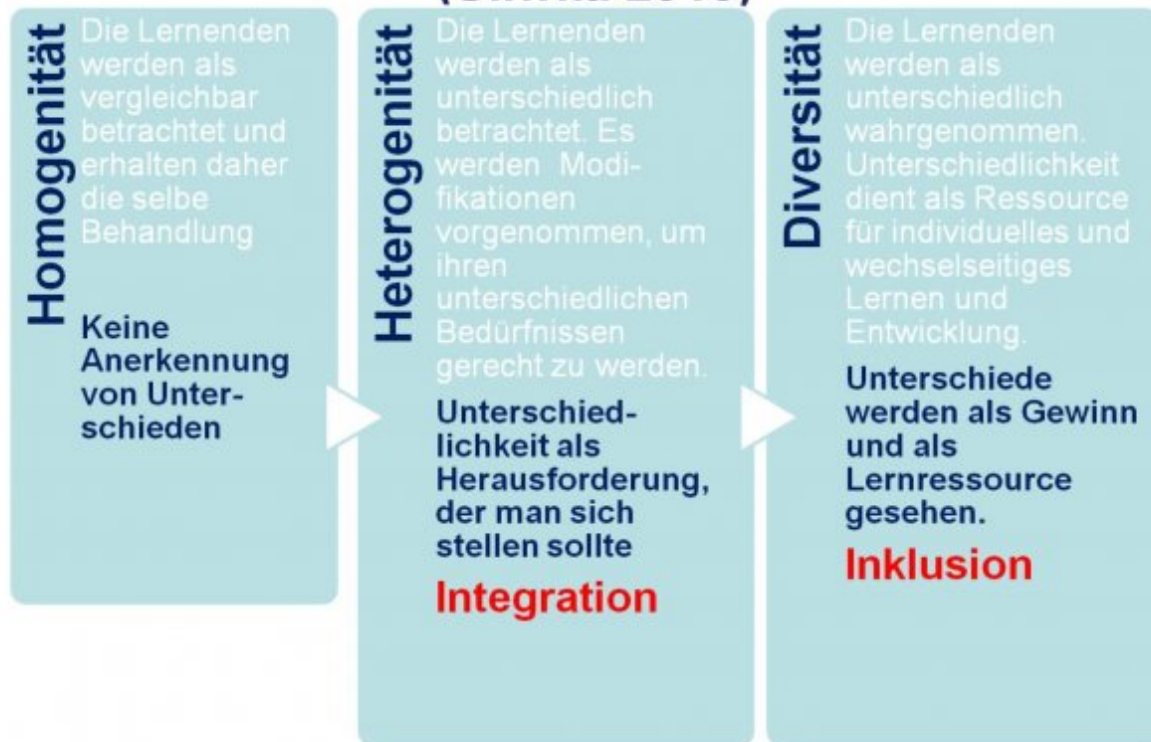 Homogenität
Die Lernenden
werden als
vergleichbar
betrachtet und
erhalten daher
die selbe
Behandlung
Keine
Anerkennung
von Unter-
schieden
Heterogenität
Die Lernenden
werden als
unterschiedlich
betrachtet. Es
werden Modi-
fikationen
vorgenommen, um
ihren
unterschiedlichen
Bedürfnissen
gerecht zu werden.
Unterschied-
lichkeit als
Herausforderung,
der man sich
stellen sollte
Integration
Diversität
Die Lernenden
werden als
unterschiedlich
wahrgenommen.
Unterschiedlichkeit
dient als Ressource
für individuelles und
wechselseitiges
Lernen und
Entwicklung.
Unterschiede
werden als Gewinn
und als
Lernressource
gesehen.
Inklusion